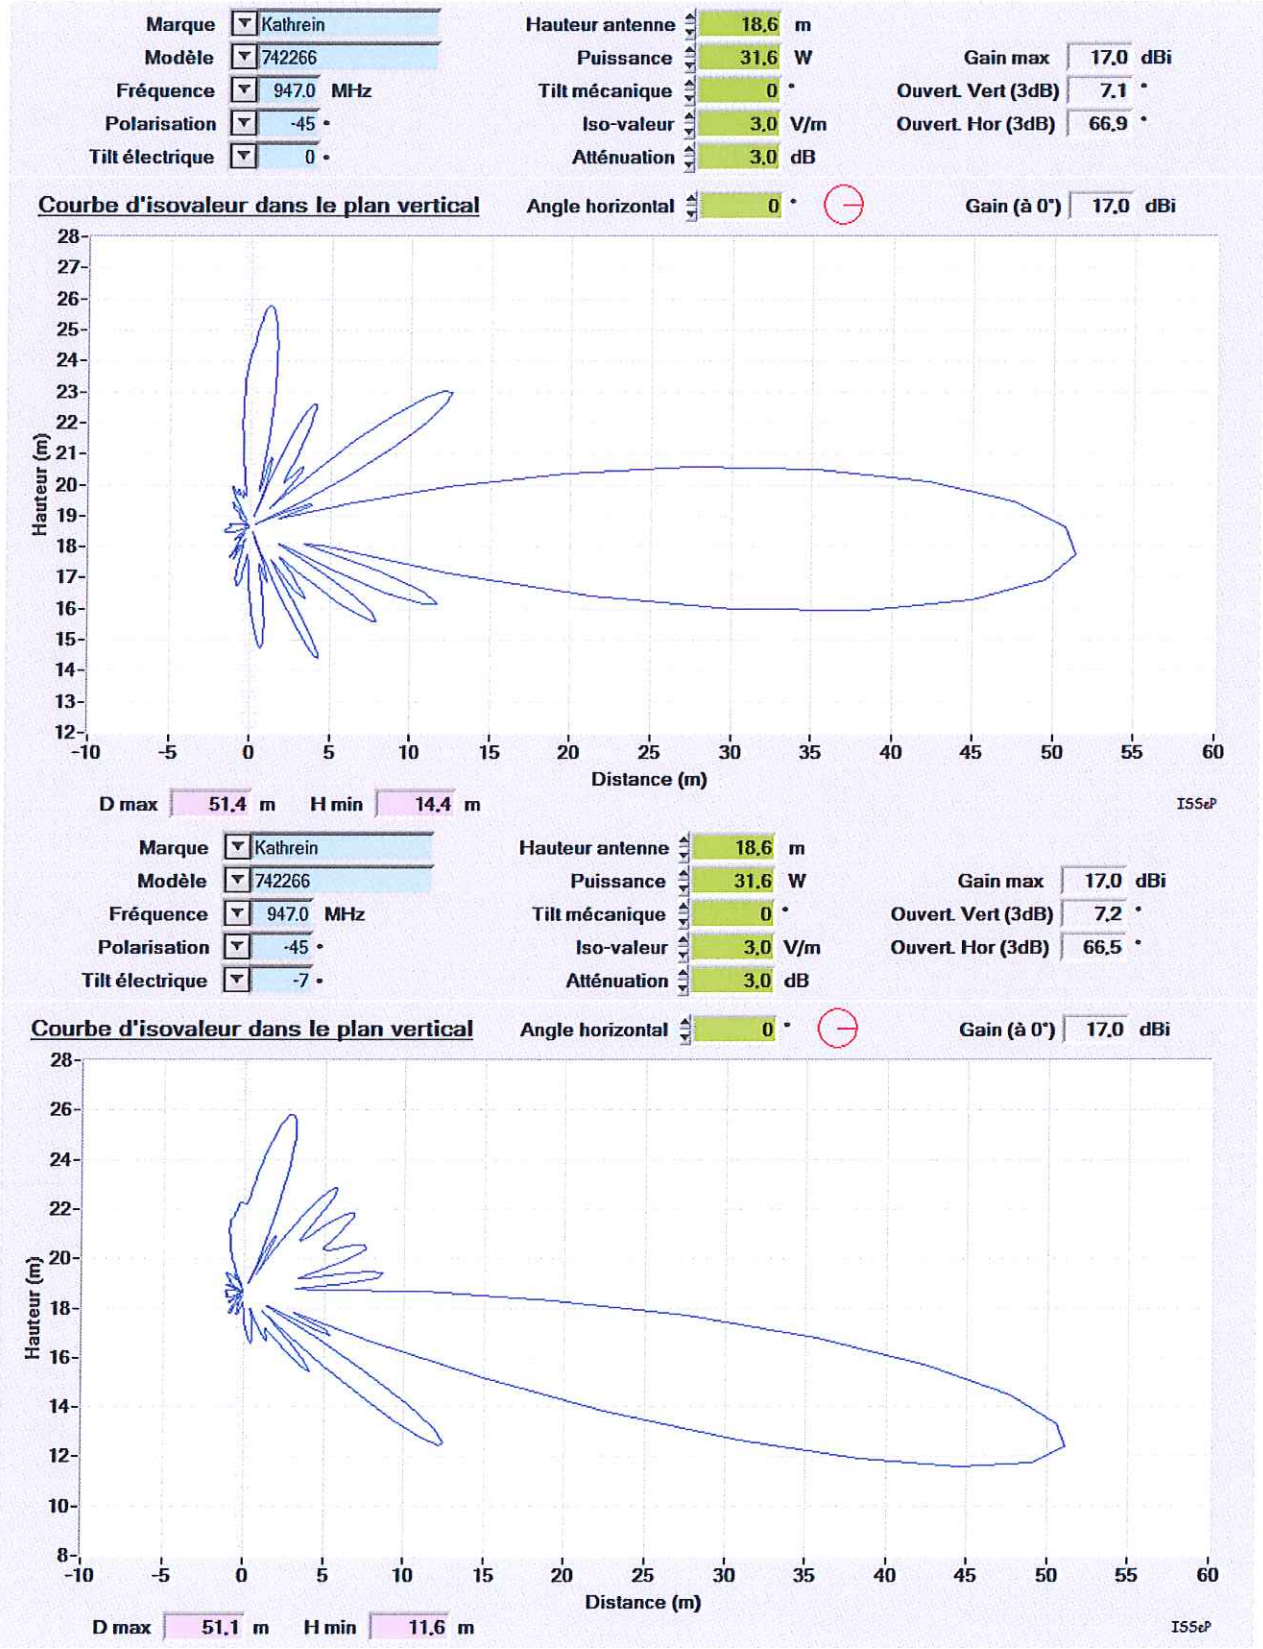 Marque Kathrein Hauteur antenne 18,6 m
Modèle 742266 Puissance 31,6 W Gain max 17,0 dBi
Fréquence 947.0 MHz Tilt mécanique 0 ° Ouvert. Vert (3dB) 7,1 °
Polarisation -45 ° Iso-valeur 3,0 V/m Ouvert. Hor (3dB) 66,9 °
Tilt électrique 0 ° Atténuation 3,0 dB
Courbe d'isovaleur dans le plan vertical Angle horizontal 0 ° Gain (à 0°) 17,0 dBi
28
27
26
25
24
23
22
21
20
19
18
17
16
15
14
13
12
Hauteur (m)
-10 -5 0 5 10 15 20 25 30 35 40 45 50 55 60
Distance (m)
D max 51,4 m H min 14,4 m ISSeP
Marque Kathrein Hauteur antenne 18,6 m
Modèle 742266 Puissance 31,6 W Gain max 17,0 dBi
Fréquence 947.0 MHz Tilt mécanique 0 ° Ouvert. Vert (3dB) 7,2 °
Polarisation -45 ° Iso-valeur 3,0 V/m Ouvert. Hor (3dB) 66,5 °
Tilt électrique -7 ° Atténuation 3,0 dB
Courbe d'isovaleur dans le plan vertical Angle horizontal 0 ° Gain (à 0°) 17,0 dBi
28
26
24
22
20
18
16
14
12
10
8
Hauteur (m)
-10 -5 0 5 10 15 20 25 30 35 40 45 50 55 60
Distance (m)
D max 51,1 m H min 11,6 m ISSeP